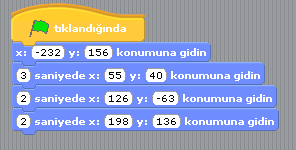 tıklandığında
x: -232 y: 156 konumuna gidin
3 saniyede x: 55 y: 40 konumuna gidin
2 saniyede x: 126 y: -63 konumuna gidin
2 saniyede x: 198 y: 136 konumuna gidin